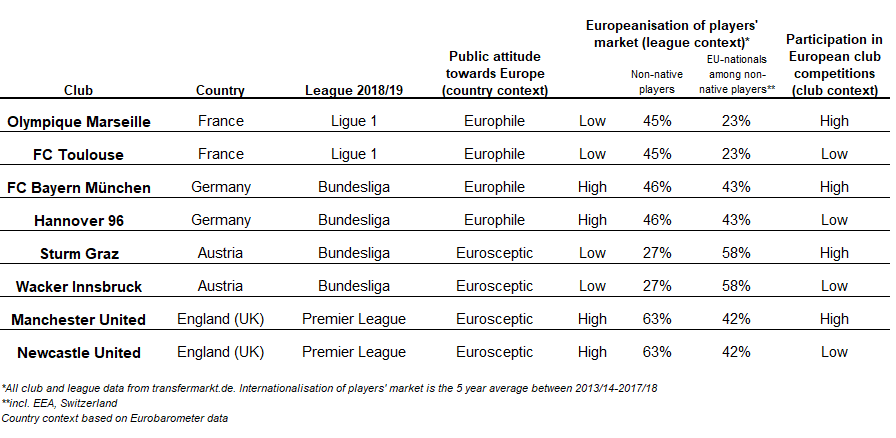 Europeanisation of players'
market (league context)*
Participation in
European club
competitions
(club context)
Public attitude
towards Europe
(country context)
EU-nationals
among non-
native players**
Non-native
players
Club Country League 2018/19
Olympique Marseille France Ligue 1 Europhile Low 45% 23% High
FC Toulouse France Ligue 1 Europhile Low 45% 23% Low
FC Bayern München Germany Bundesliga Europhile High 46% 43% High
Hannover 96 Germany Bundesliga Europhile High 46% 43% Low
Sturm Graz Austria Bundesliga Eurosceptic Low 27% 58% High
Wacker Innsbruck Austria Bundesliga Eurosceptic Low 27% 58% Low
Manchester United England (UK) Premier League Eurosceptic High 63% 42% High
Newcastle United England (UK) Premier League Eurosceptic High 63% 42% Low
*All club and league data from transfermarkt.de. Internationalisation of players' market is the 5 year average between 2013/14-2017/18
**incl. EEA, Switzerland
Country context based on Eurobarometer data